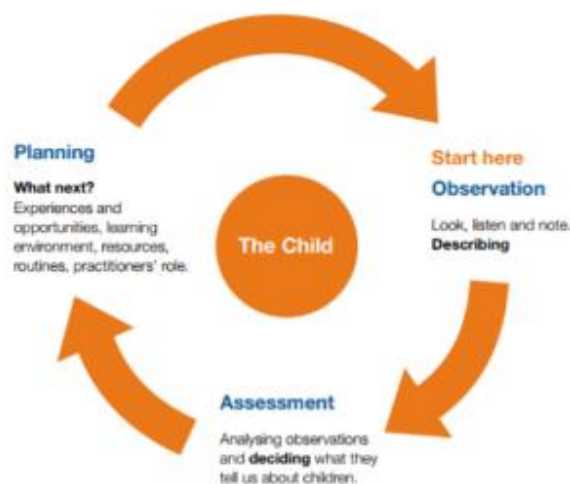 Start here
Observation
Look, listen and note.
Describing
Assessment
Analysing observations
and deciding what they
tell us about children.
Planning
What next?
Experiences and
opportunities, learning
environment, resources,
routines, practitioners' role.
The Child